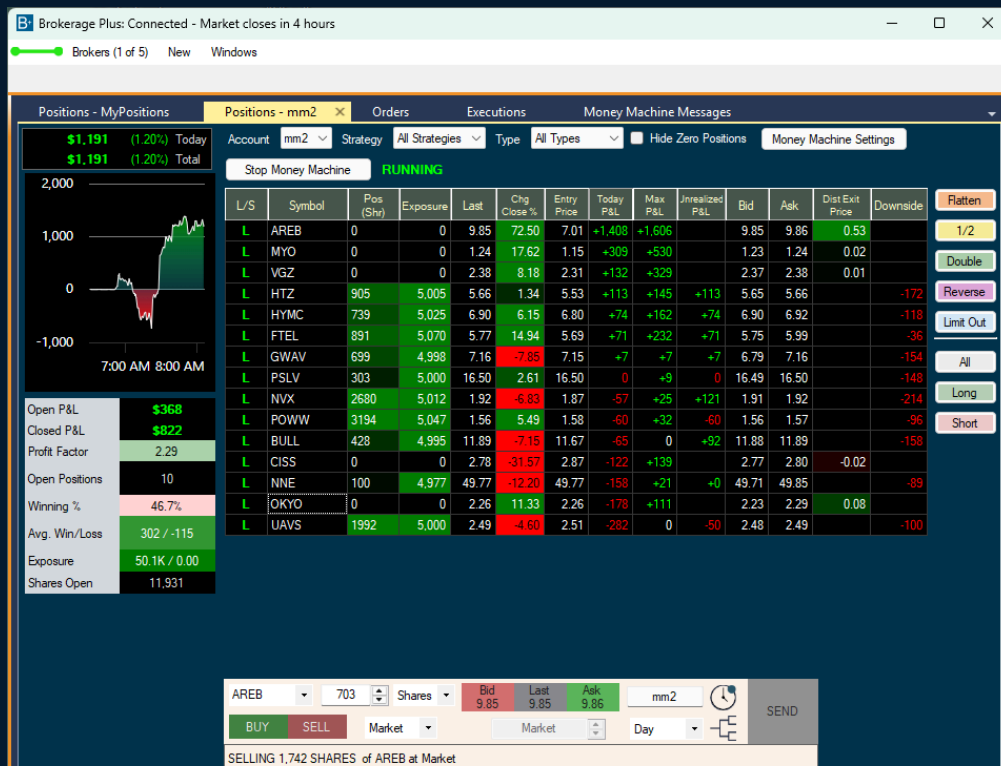 Brokerage Plus: Connected - Market closes in 4 hours
Brokers (1 of 5) New Windows
Positions - MyPositions Positions - mm2 Orders Executions Money Machine Messages
$1,191 (1.20%) Today
$1,191 (1.20%) Total
Account mm2 Strategy All Strategies Type All Types Hide Zero Positions Money Machine Settings
Stop Money Machine RUNNING
2,000
1,000
0
-1,000
7:00 AM 8:00 AM
Open P&L $368
Closed P&L $822
Profit Factor 2.29
Open Positions 10
Winning % 46.7%
Avg. Win/Loss 302 / -115
Exposure 50.1K / 0.00
Shares Open 11,931
L/S Symbol Pos (Shr) Exposure Last Chg Close % Entry Price Today P&L Max P&L Jnrealized P&L Bid Ask Dist Exit Price Downside
L AREB 0 0 9.85 72.50 7.01 +1,408 +1,606 9.85 9.86 0.53
L MYO 0 0 1.24 17.62 1.15 +309 +530 1.23 1.24 0.02
L VGZ 0 0 2.38 8.18 2.31 +132 +329 2.37 2.38 0.01
L HTZ 905 5,005 5.66 1.34 5.53 +113 +145 +113 5.65 5.66 -172
L HYMC 739 5,025 6.90 6.15 6.80 +74 +162 +74 6.90 6.92 -118
L FTEL 891 5,070 5.77 14.94 5.69 +71 +232 +71 5.75 5.99 -36
L GWAV 699 4,998 7.16 -7.85 7.15 +7 +7 +7 6.79 7.16 -154
L PSLV 303 5,000 16.50 2.61 16.50 0 +9 0 16.49 16.50 -148
L NVX 2680 5,012 1.92 -6.83 1.87 -57 +25 +121 1.91 1.92 -214
L POWW 3194 5,047 1.56 5.49 1.58 -60 +32 -60 1.56 1.57 -96
L BULL 428 4,995 11.89 -7.15 11.67 -65 0 +92 11.88 11.89 -158
L CISS 0 0 2.78 -31.57 2.87 -122 +139 2.77 2.80 -0.02
L NNE 100 4,977 49.77 -12.20 49.77 -158 +21 +0 49.71 49.85 -89
L OKYO 0 0 2.26 11.33 2.26 -178 +111 2.23 2.29 0.08
L UAVS 1992 5,000 2.49 -4.60 2.51 -282 0 -50 2.48 2.49 -100
Flatten
1/2
Double
Reverse
Limit Out
All
Long
Short
AREB 703 Shares Bid 9.85 Last 9.85 Ask 9.86 mm2
BUY SELL Market Market Day SEND
SELLING 1,742 SHARES of AREB at Market